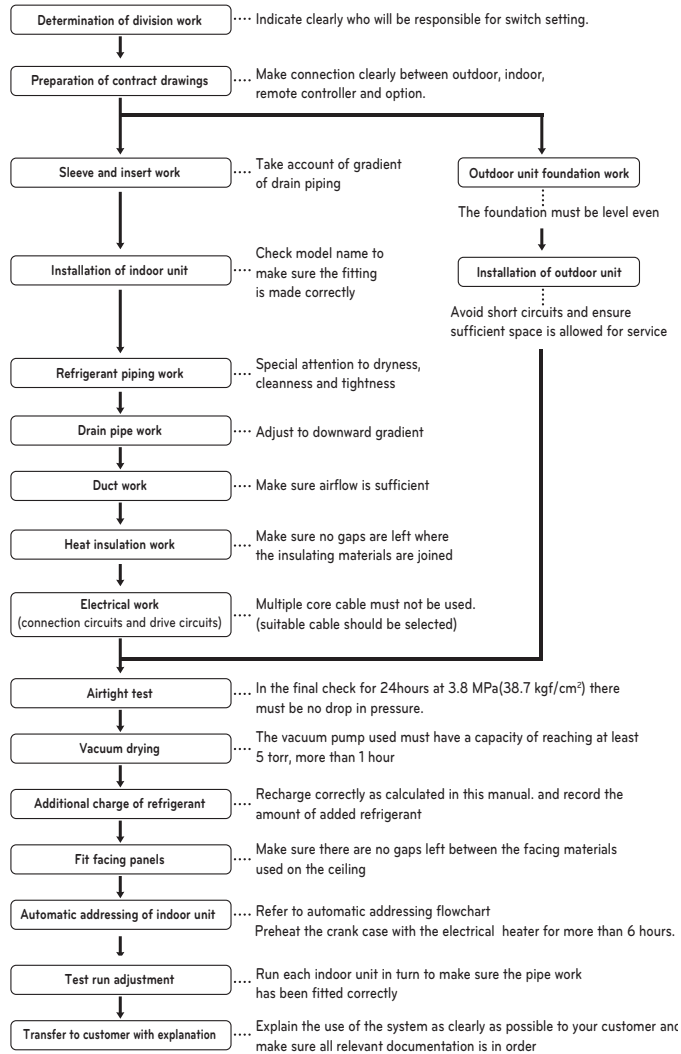 Determination of division work
Indicate clearly who will be responsible for switch setting.
Preparation of contract drawings
Make connection clearly between outdoor, indoor,
remote controller and option.
Sleeve and insert work
Take account of gradient
of drain piping
Outdoor unit foundation work
The foundation must be level even
Installation of indoor unit
Check model name to
make sure the fitting
is made correctly
Installation of outdoor unit
Avoid short circuits and ensure
sufficient space is allowed for service
Refrigerant piping work
Special attention to dryness,
cleanness and tightness
Drain pipe work
Adjust to downward gradient
Duct work
Make sure airflow is sufficient
Heat insulation work
Make sure no gaps are left where
the insulating materials are joined
Electrical work
(connection circuits and drive circuits)
Multiple core cable must not be used.
(suitable cable should be selected)
Airtight test
In the final check for 24hours at 3.8 MPa(38.7 kgf/cm²) there
must be no drop in pressure.
Vacuum drying
The vacuum pump used must have a capacity of reaching at least
5 torr, more than 1 hour
Additional charge of refrigerant
Recharge correctly as calculated in this manual. and record the
amount of added refrigerant
Fit facing panels
Make sure there are no gaps left between the facing materials
used on the ceiling
Automatic addressing of indoor unit
Refer to automatic addressing flowchart
Preheat the crank case with the electrical heater for more than 6 hours.
Test run adjustment
Run each indoor unit in turn to make sure the pipe work
has been fitted correctly
Transfer to customer with explanation
Explain the use of the system as clearly as possible to your customer and
make sure all relevant documentation is in order